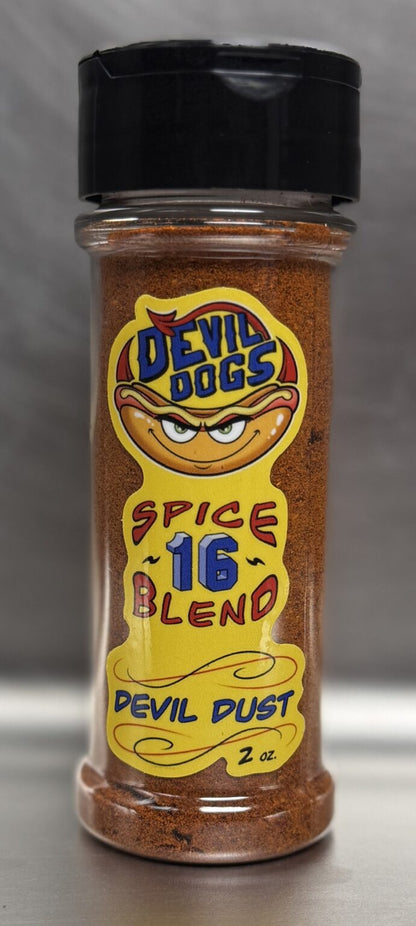 DEVIL
DOGS
SPICE
16
BLEND
DEVIL DUST
2 oz.